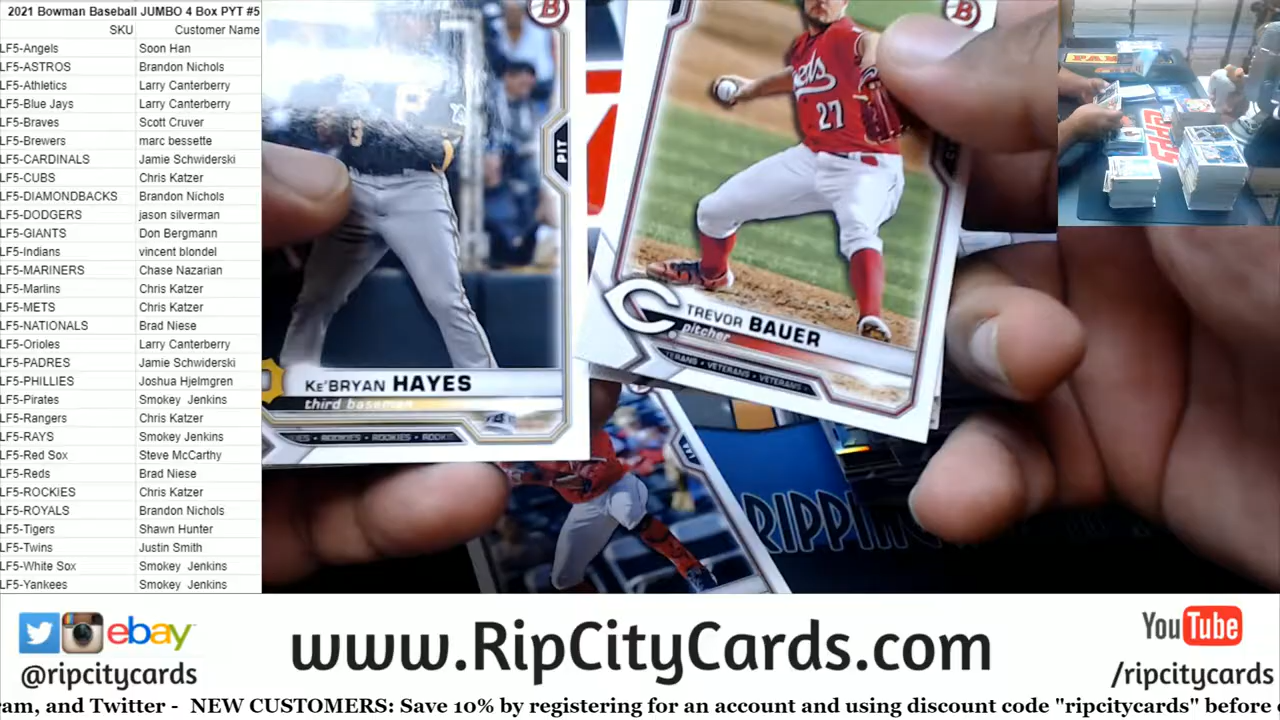 2021 Bowman Baseball JUMBO 4 Box PYT #5
SKU Customer Name
LF5-Angels Soon Han
LF5-ASTROS Brandon Nichols
LF5-Athletics Larry Canterberry
LF5-Blue Jays Larry Canterberry
LF5-Braves Scott Cruver
LF5-Brewers marc bessette
LF5-CARDINALS Jamie Schwiderski
LF5-CUBS Chris Katzer
LF5-DIAMONDBACKS Brandon Nichols
LF5-DODGERS jason silverman
LF5-GIANTS Don Bergmann
LF5-Indians vincent blondel
LF5-MARINERS Chase Nazarian
LF5-Marlins Chris Katzer
LF5-METS Chris Katzer
LF5-NATIONALS Brad Niese
LF5-Orioles Larry Canterberry
LF5-PADRES Jamie Schwiderski
LF5-PHILLIES Joshua Hjelmgren
LF5-Pirates Smokey Jenkins
LF5-Rangers Chris Katzer
LF5-RAYS Smokey Jenkins
LF5-Red Sox Steve McCarthy
LF5-Reds Brad Niese
LF5-ROCKIES Chris Katzer
LF5-ROYALS Brandon Nichols
LF5-Tigers Shawn Hunter
LF5-Twins Justin Smith
LF5-White Sox Smokey Jenkins
LF5-Yankees Smokey Jenkins
B
B
PIT
3
eds
27
C
TREVOR BAUER
pitcher
TERANS • VETERANS • VETERANS •
KE'BRYAN HAYES
third baseman
IES • ROOKIES • ROOKIES • ROOKI
LAA
RIPPIN
ebay
@ripcitycards
www.RipCityCards.com
YouTube
/ripcitycards
am, and Twitter - NEW CUSTOMERS: Save 10% by registering for an account and using discount code "ripcitycards" before